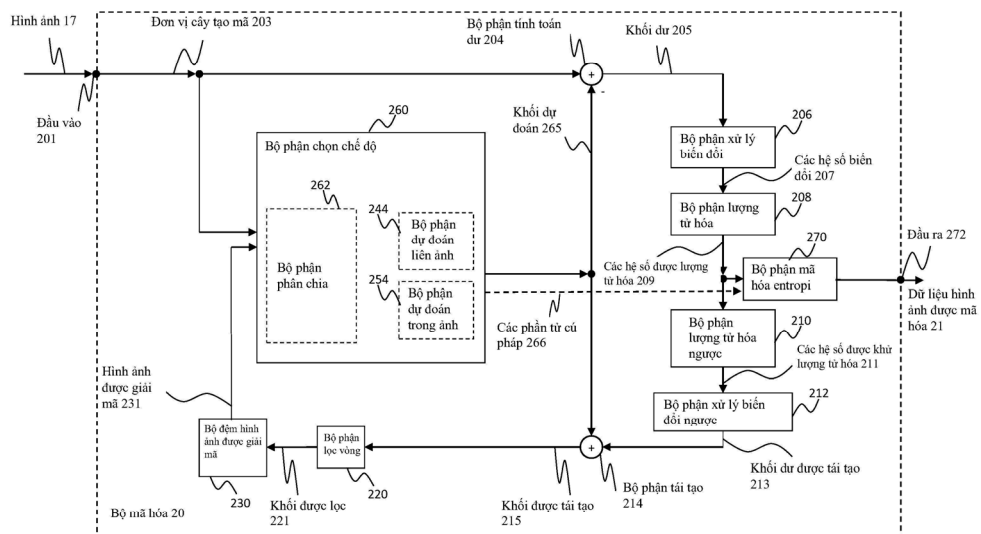 Hình ảnh 17
Đơn vị cây tạo mã 203
Bộ phận tính toán
dư 204
Khối dư 205
Đầu vào
201
260
Bộ phận chọn chế độ
Khối dự
đoán 265
206
Bộ phận xử lý
biến đổi
Các hệ số biến
đổi 207
262
244
208
Bộ phận lượng
tử hóa
Bộ phận
dự đoán
liên ảnh
Bộ phận
phân chia
270
Đầu ra 272
Các hệ số được lượng
tử hóa 209
Bộ phận mã
hóa entropi
254
Bộ phận
dự đoán
trong ảnh
Dữ liệu hình
ảnh được mã
hóa 21
Các phần tử cú
pháp 266
210
Bộ phận
lượng tử hóa
ngược
Các hệ số được khử
lượng tử hóa 211
Hình ảnh
được giải
mã 231
212
Bộ phận xử lý biến
đổi ngược
Bộ đệm hình
ảnh được giải
mã
Bộ phận
lọc vòng
Khối dư được tái tạo
213
230
220
Bộ phận tái tạo
214
Khối được lọc
221
Khối được tái tạo
215
Bộ mã hóa 20